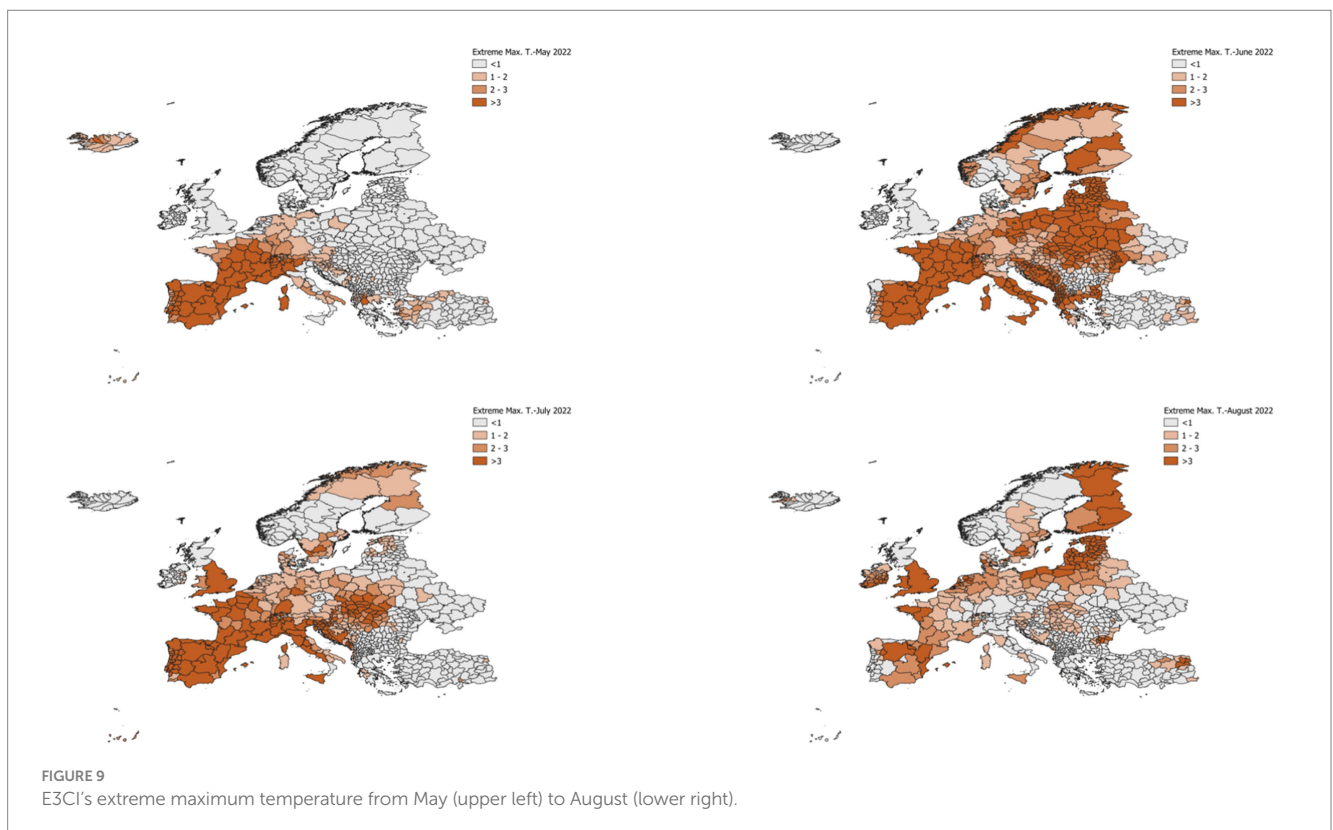 Extreme Max. T.-May 2022
<1
1 - 2
2 - 3
>3
Extreme Max. T.-June 2022
<1
1 - 2
2 - 3
>3
Extreme Max. T.-July 2022
<1
1 - 2
2 - 3
>3
Extreme Max. T.-August 2022
<1
1 - 2
2 - 3
>3
FIGURE 9
E3CI's extreme maximum temperature from May (upper left) to August (lower right).